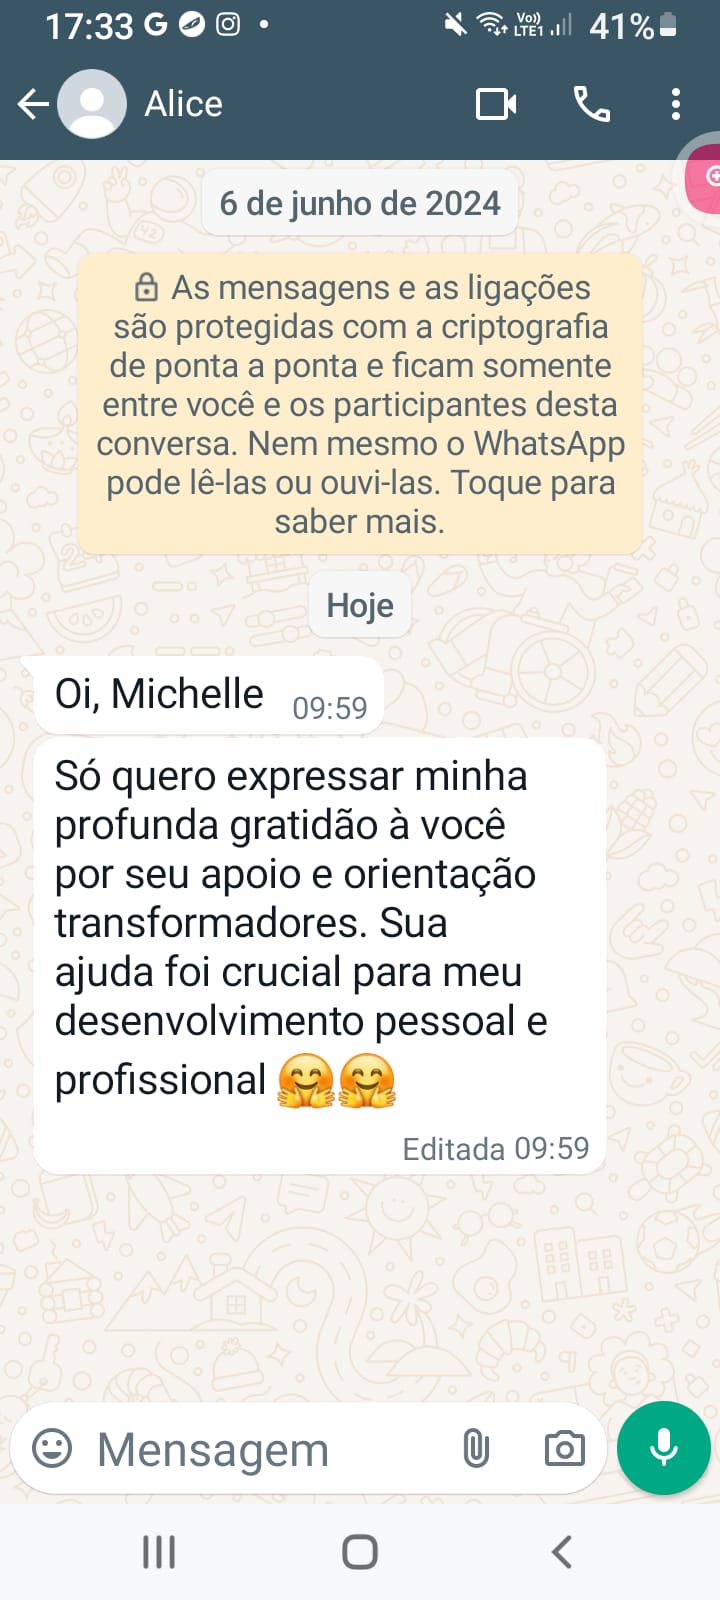 17:33 G
Vo))
LTE1
41%
Alice
6 de junho de 2024
As mensagens e as ligações
são protegidas com a criptografia
de ponta a ponta e ficam somente
entre você e os participantes desta
conversa. Nem mesmo o WhatsApp
pode lê-las ou ouvi-las. Toque para
saber mais.
Hoje
Oi, Michelle 09:59
Só quero expressar minha
profunda gratidão à você
por seu apoio e orientação
transformadores. Sua
ajuda foi crucial para meu
desenvolvimento pessoal e
profissional 🤗🤗
Editada 09:59
Mensagem